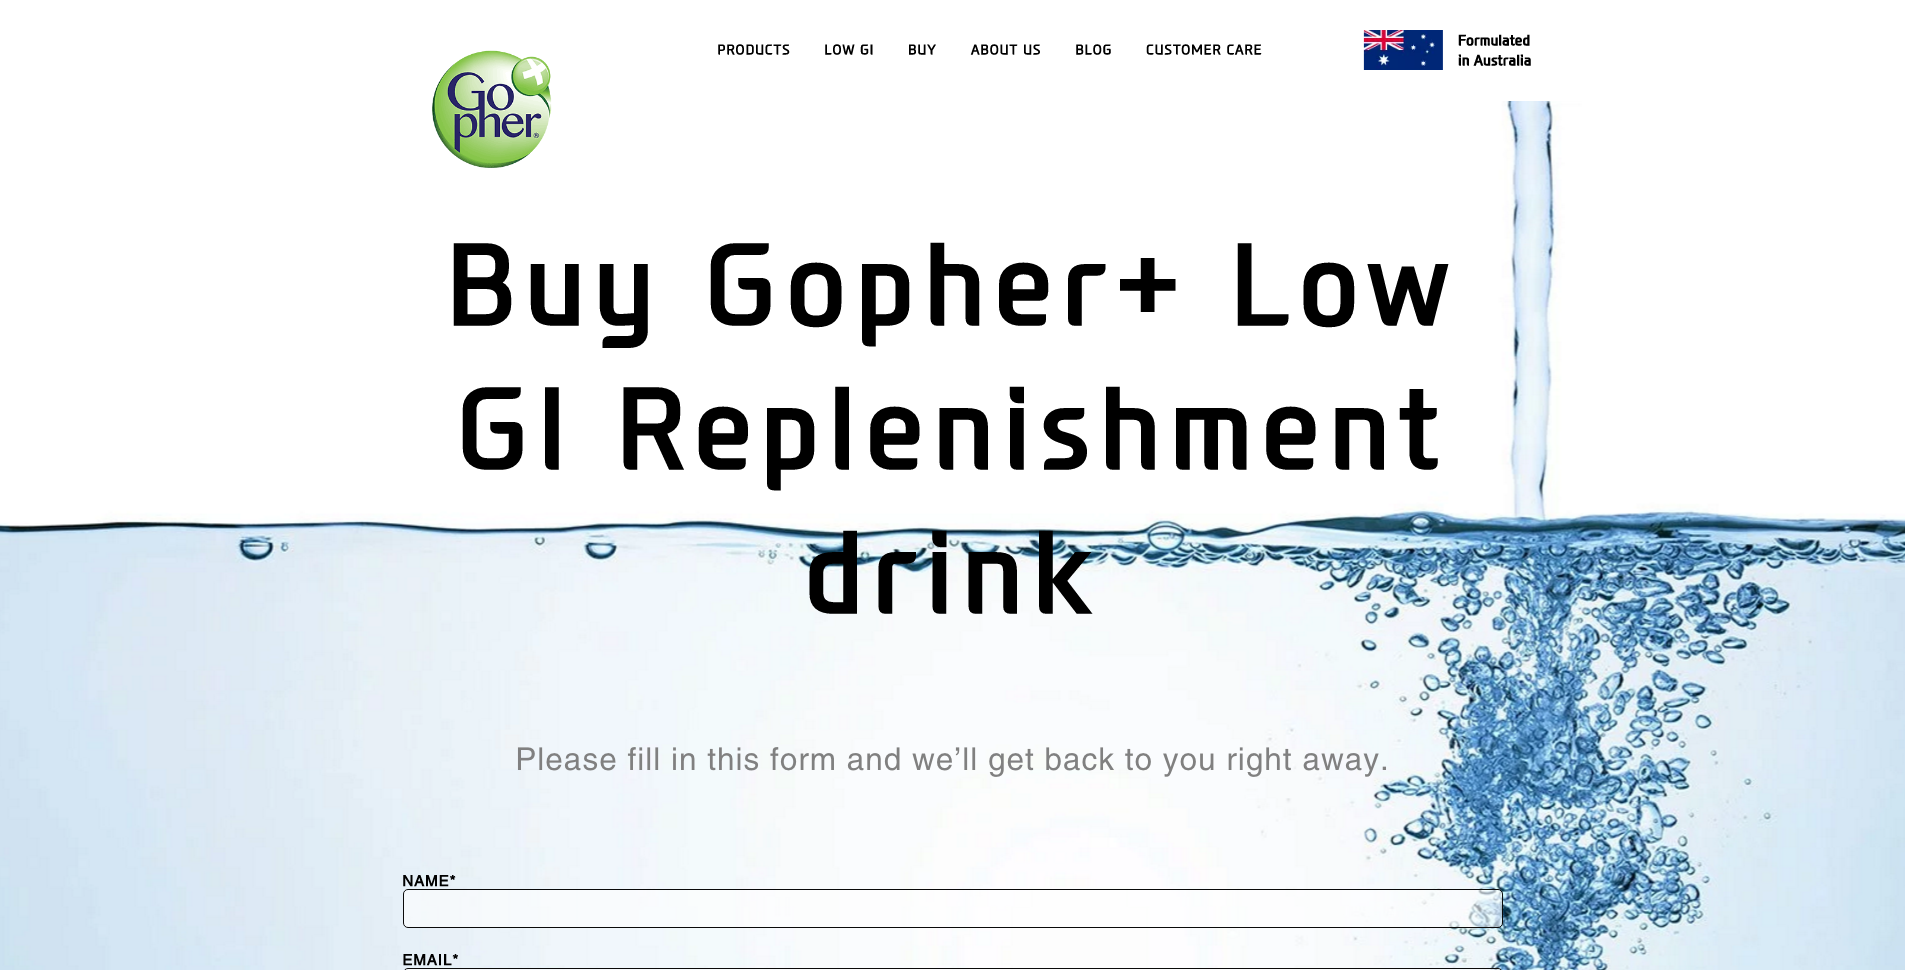 PRODUCTS LOW GI BUY ABOUT US BLOG CUSTOMER CARE
Formulated
in Australia
Go
pher®
Buy Gopher+ Low
GI Replenishment
drink
Please fill in this form and we’ll get back to you right away.
NAME*
EMAIL*